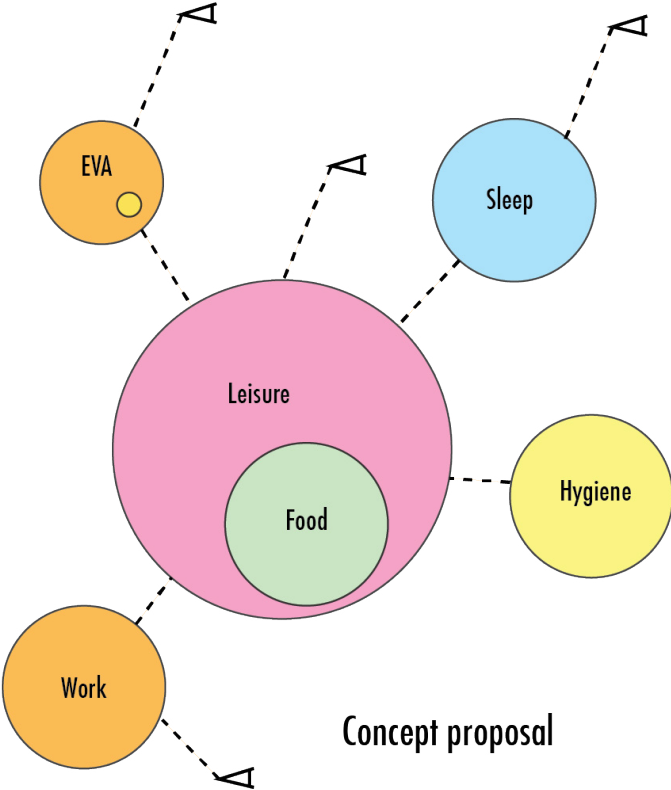 EVA
Sleep
Leisure
Hygiene
Food
Work
Concept proposal